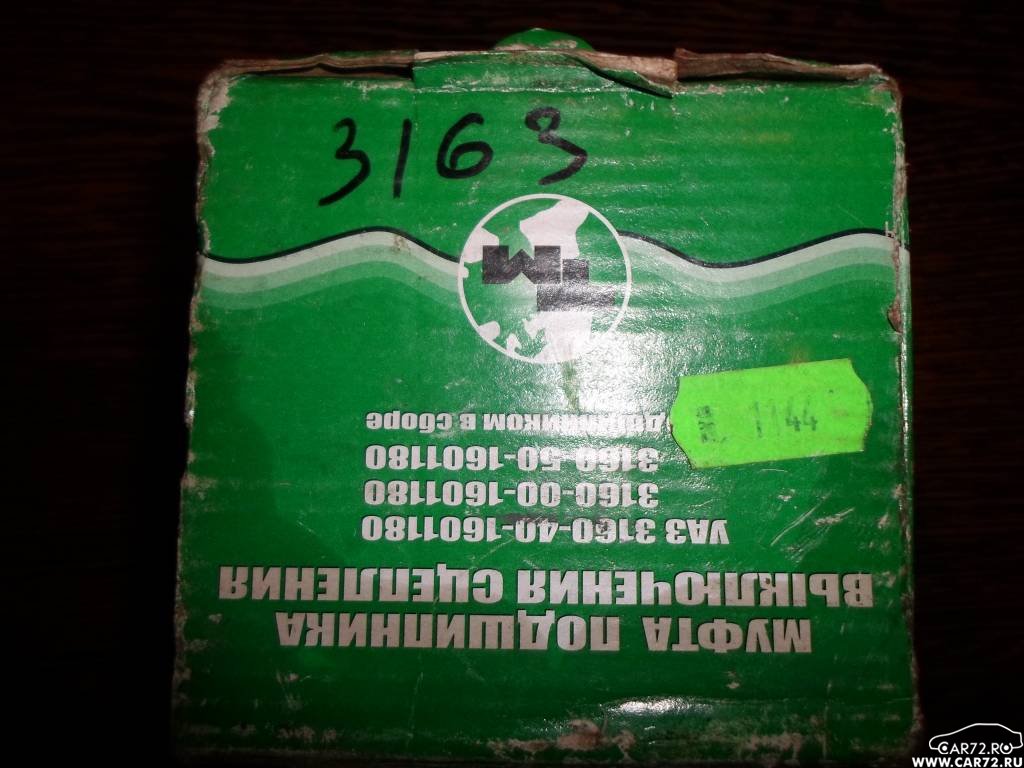 3163
МУФТА ПОДШИПНИКА
ВЫКЛЮЧЕНИЯ СЦЕПЛЕНИЯ
УАЗ 3160-40-1601180
3160-00-1601180
3160-50-1601180
в сборе
1144
CAR72.RU
WWW.CAR72.RU